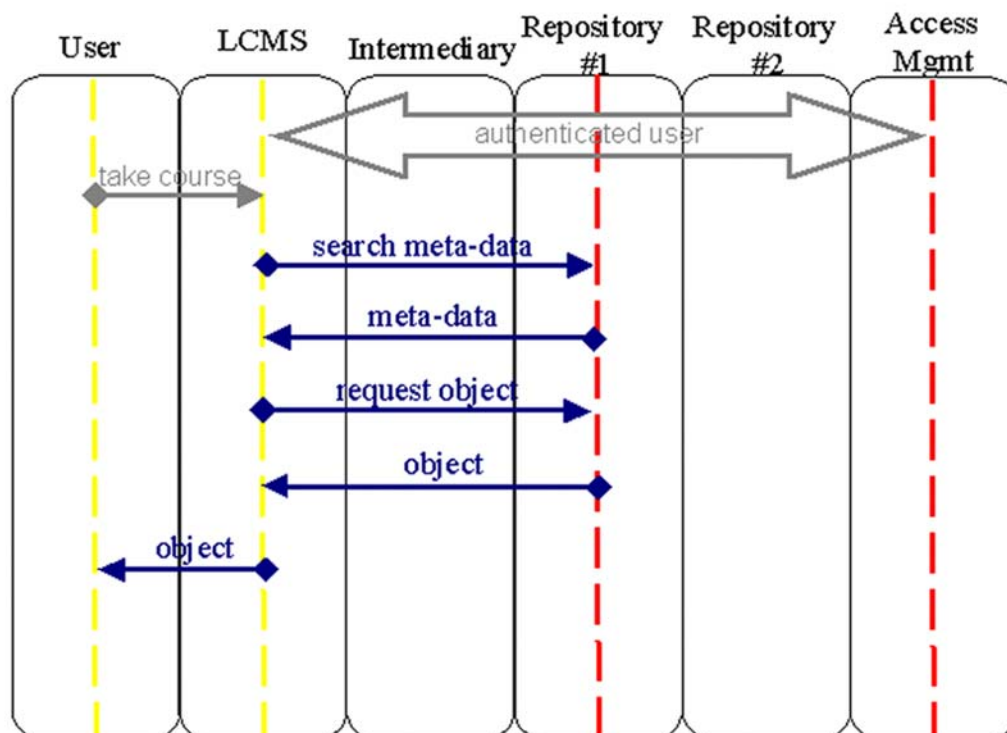 User
LCMS
Intermediary
Repository
#1
Repository
#2
Access
Mgmt
authenticated user
take course
search meta-data
meta-data
request object
object
object